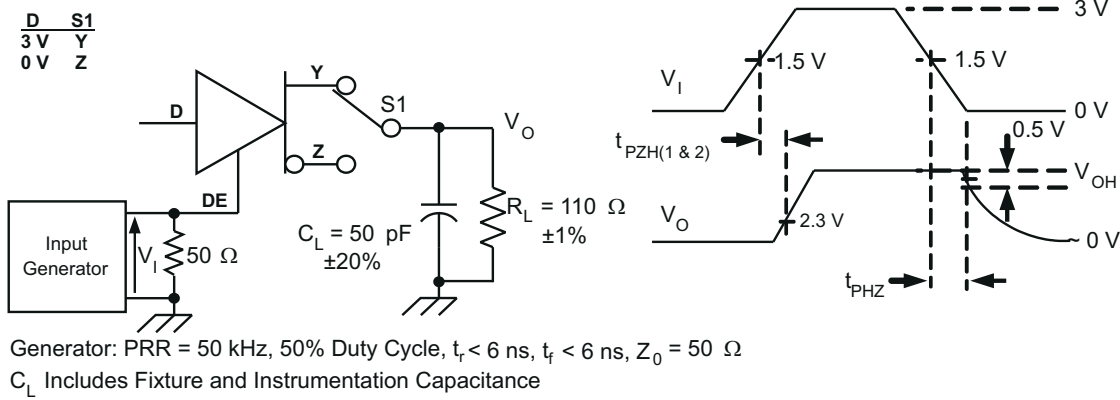 D S1
3 V Y
0 V Z
D
Y
Z
S1
V_O
DE
Input
Generator
V_I
50 Ω
C_L = 50 pF
±20%
R_L = 110 Ω
±1%
3 V
1.5 V
1.5 V
V_I
0 V
0.5 V
t_PZH(1 & 2)
V_OH
V_O
2.3 V
~ 0 V
t_PHZ
Generator: PRR = 50 kHz, 50% Duty Cycle, t_r < 6 ns, t_f < 6 ns, Z_0 = 50 Ω
C_L Includes Fixture and Instrumentation Capacitance